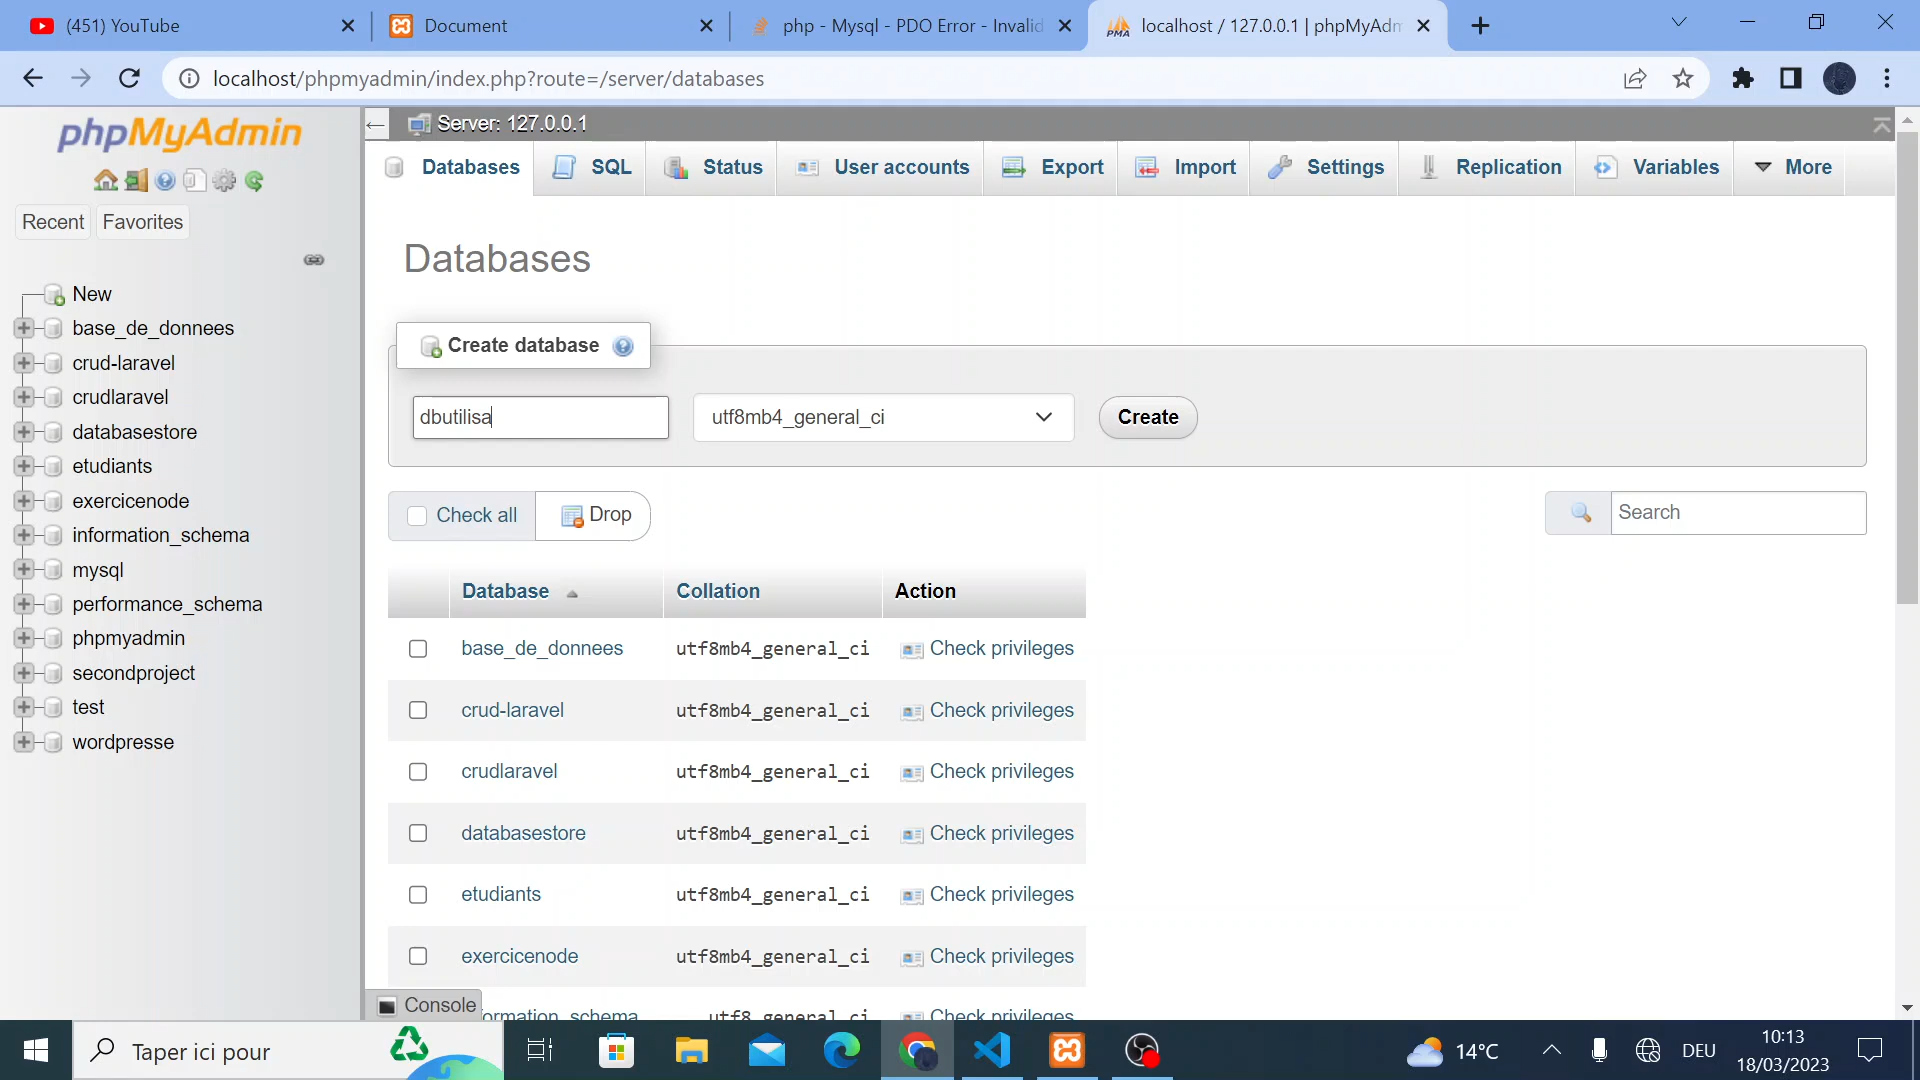 (451) YouTube
Document
php - Mysql - PDO Error - Invalid
localhost / 127.0.0.1 | phpMyAdm
localhost/phpmyadmin/index.php?route=/server/databases
phpMyAdmin
Recent
Favorites
New
base_de_donnees
crud-laravel
crudlaravel
databasestore
etudiants
exercicenode
information_schema
mysql
performance_schema
phpmyadmin
secondproject
test
wordpresse
Server: 127.0.0.1
Databases
SQL
Status
User accounts
Export
Import
Settings
Replication
Variables
More
Databases
Create database
dbutilisa
utf8mb4_general_ci
Create
Check all
Drop
Search
Database
Collation
Action
base_de_donnees utf8mb4_general_ci Check privileges
crud-laravel utf8mb4_general_ci Check privileges
crudlaravel utf8mb4_general_ci Check privileges
databasestore utf8mb4_general_ci Check privileges
etudiants utf8mb4_general_ci Check privileges
exercicenode utf8mb4_general_ci Check privileges
ormation_schema utf8_general_ci Check privileges
Console
Taper ici pour
14°C
DEU
10:13
18/03/2023